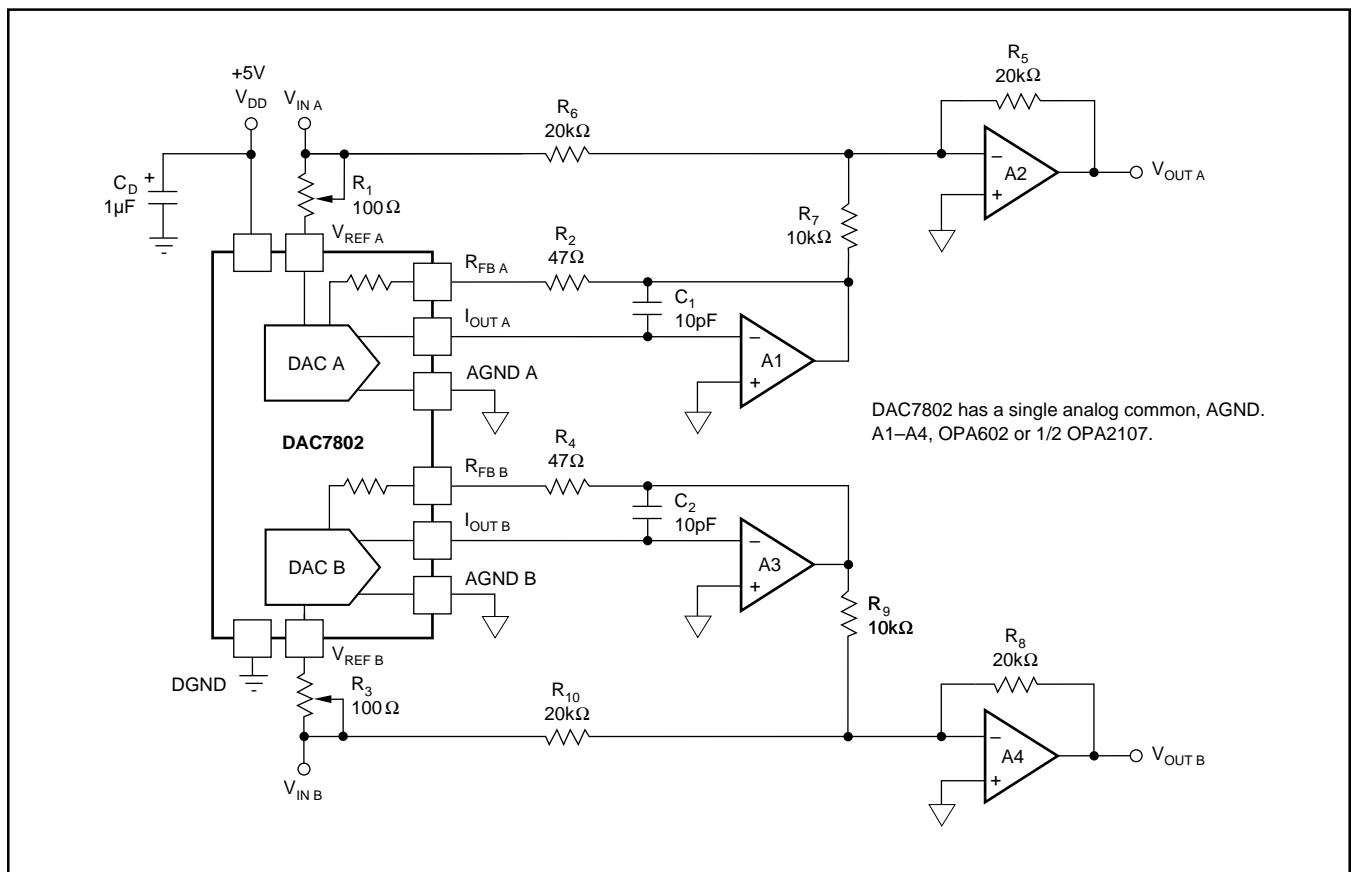 +5V
V_DD
V_IN A
C_D +
1µF
R_1
100Ω
V_REF A
R_6
20kΩ
R_5
20kΩ
−
A2
+
V_OUT A
R_7
10kΩ
R_FB A
R_2
47Ω
C_1
10pF
I_OUT A
−
A1
+
DAC A
AGND A
DAC7802 has a single analog common, AGND.
A1–A4, OPA602 or 1/2 OPA2107.
DAC7802
R_FB B
R_4
47Ω
C_2
10pF
I_OUT B
−
A3
+
DAC B
AGND B
R_9
10kΩ
DGND
V_REF B
R_3
100Ω
V_IN B
R_10
20kΩ
R_8
20kΩ
−
A4
+
V_OUT B